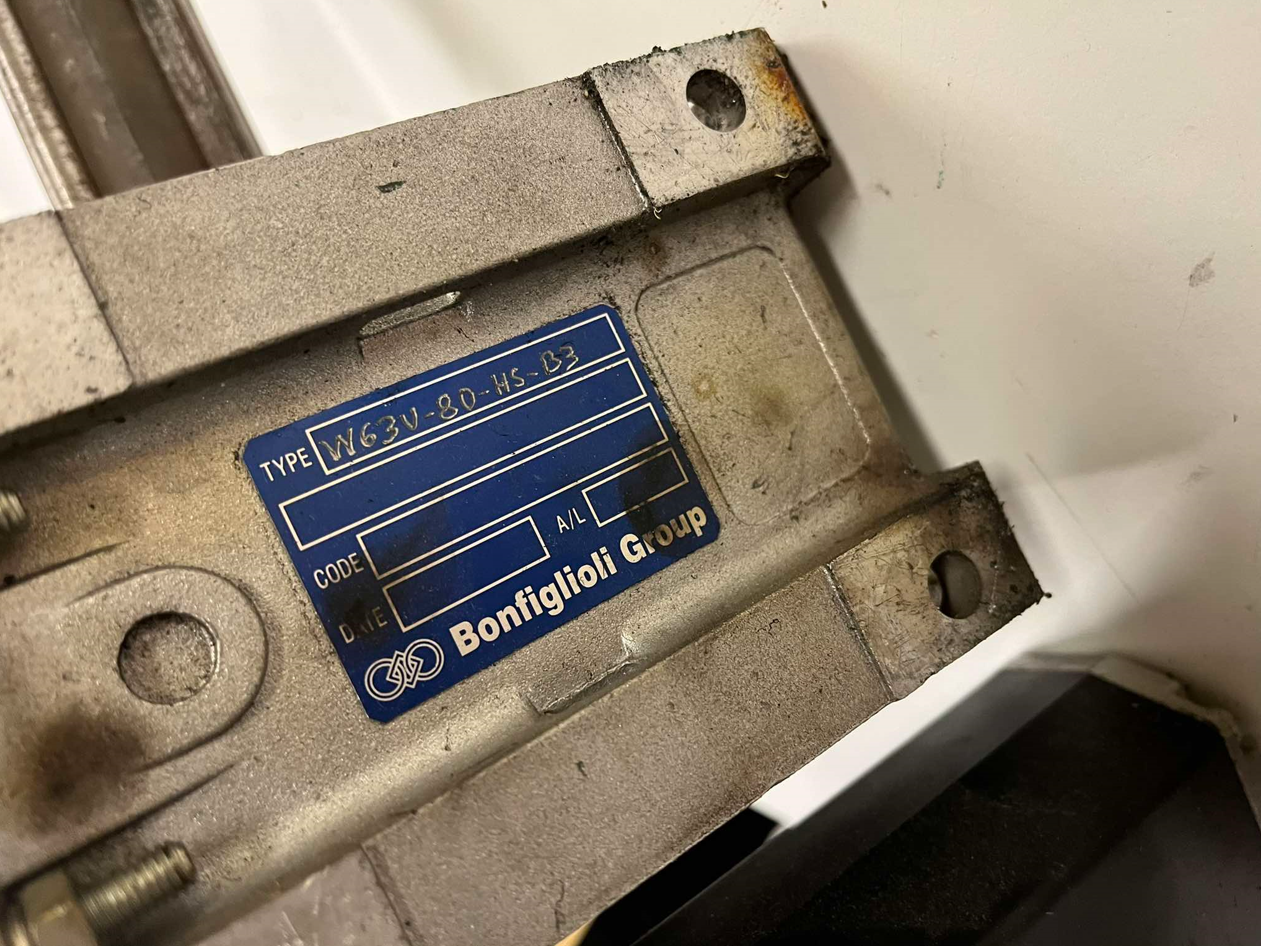 TYPE W63V-80-HS-B3
CODE
DATE A/L
Bonfiglioli Group